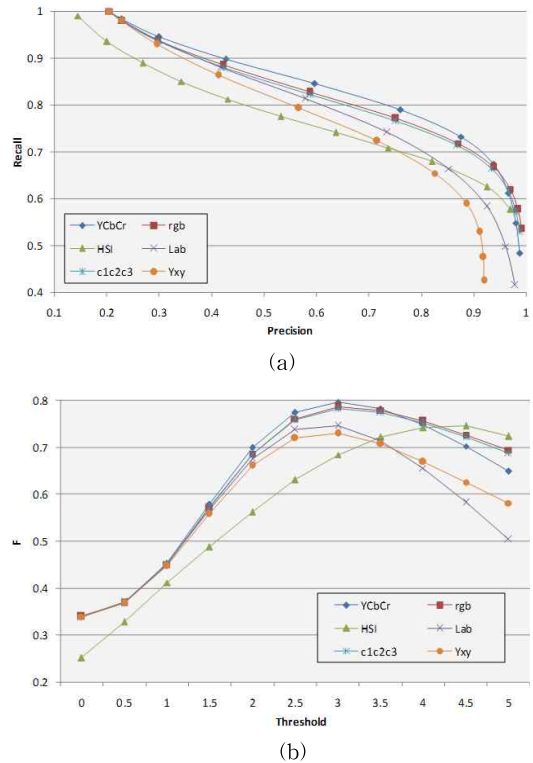 1
0.9
0.8
0.7
0.6
0.5
0.4
Recall
YCbCr rgb
HSI Lab
c1c2c3 Yxy
0.1 0.2 0.3 0.4 0.5 0.6 0.7 0.8 0.9 1
Precision
(a)
0.8
0.7
0.6
0.5
0.4
0.3
0.2
F
YCbCr rgb
HSI Lab
c1c2c3 Yxy
0 0.5 1 1.5 2 2.5 3 3.5 4 4.5 5
Threshold
(b)